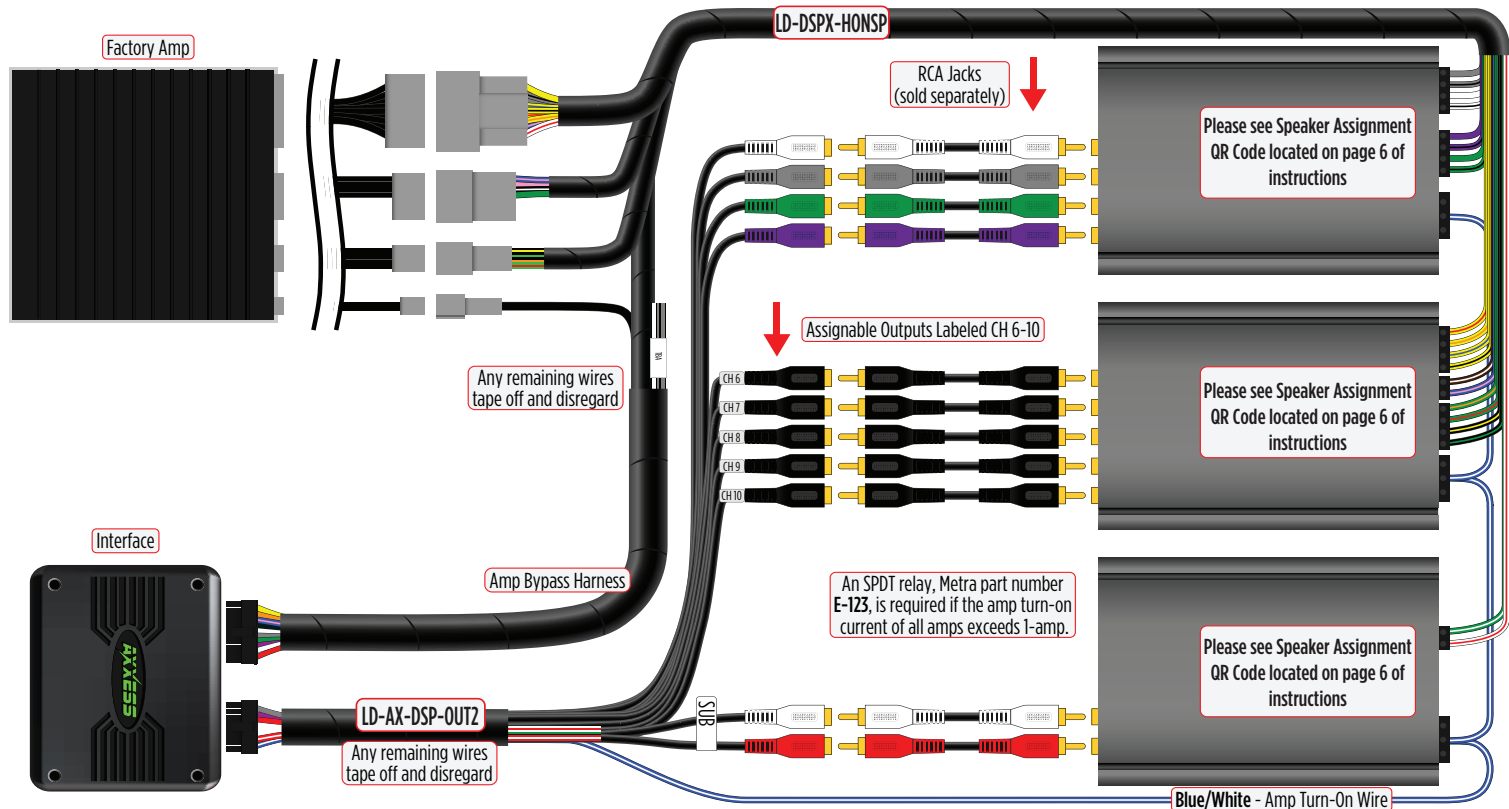 LD-DSPX-HONSP
Factory Amp
RCA Jacks
(sold separately)
Please see Speaker Assignment
QR Code located on page 6 of
instructions
Assignable Outputs Labeled CH 6-10
Any remaining wires
tape off and disregard
CH 6
CH 7
CH 8
CH 9
CH 10
Please see Speaker Assignment
QR Code located on page 6 of
instructions
Interface
Amp Bypass Harness
An SPDT relay, Metra part number
E-123, is required if the amp turn-on
current of all amps exceeds 1-amp.
Please see Speaker Assignment
QR Code located on page 6 of
instructions
AXXESS
LD-AX-DSP-OUT2
SUB
Any remaining wires
tape off and disregard
Blue/White - Amp Turn-On Wire